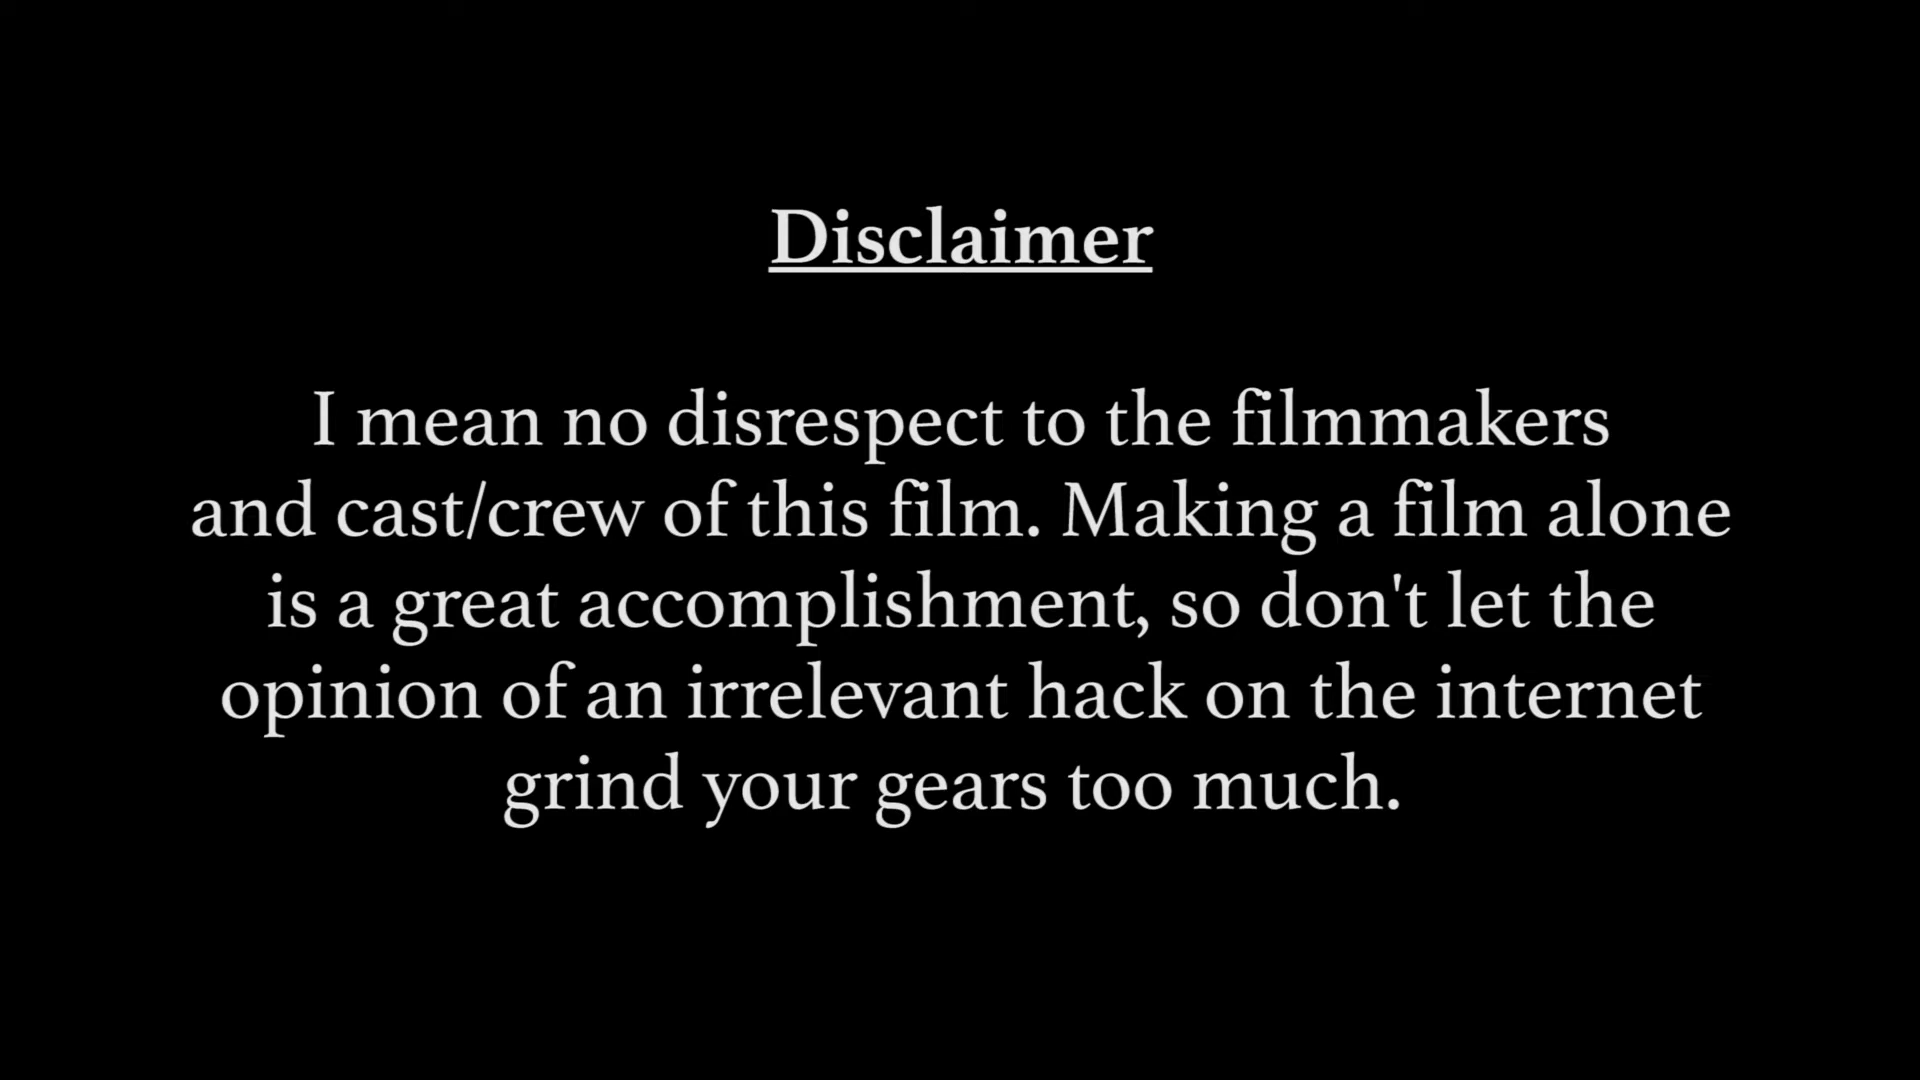 Disclaimer
I mean no disrespect to the filmmakers
and cast/crew of this film. Making a film alone
is a great accomplishment, so don't let the
opinion of an irrelevant hack on the internet
grind your gears too much.